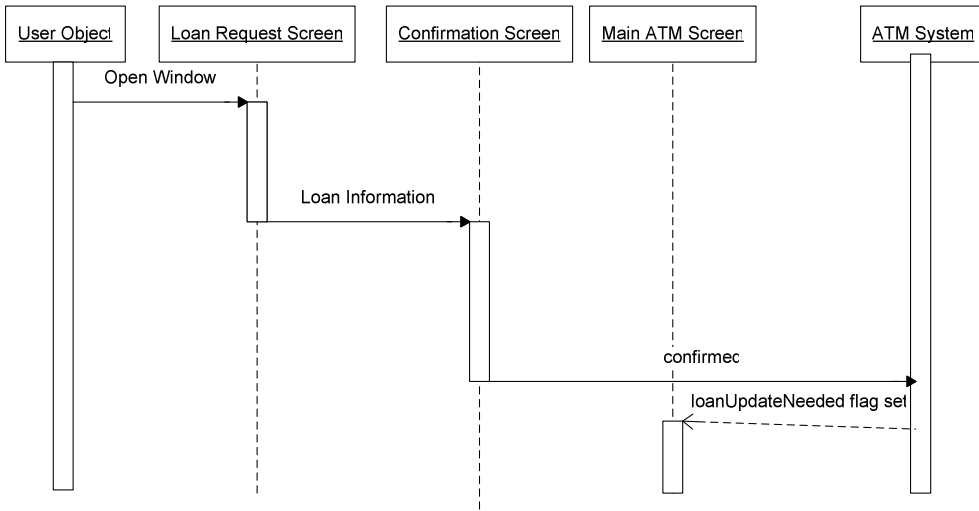 User Object
Loan Request Screen
Confirmation Screen
Main ATM Screen
ATM System
Open Window
Loan Information
confirmed
loanUpdateNeeded flag set